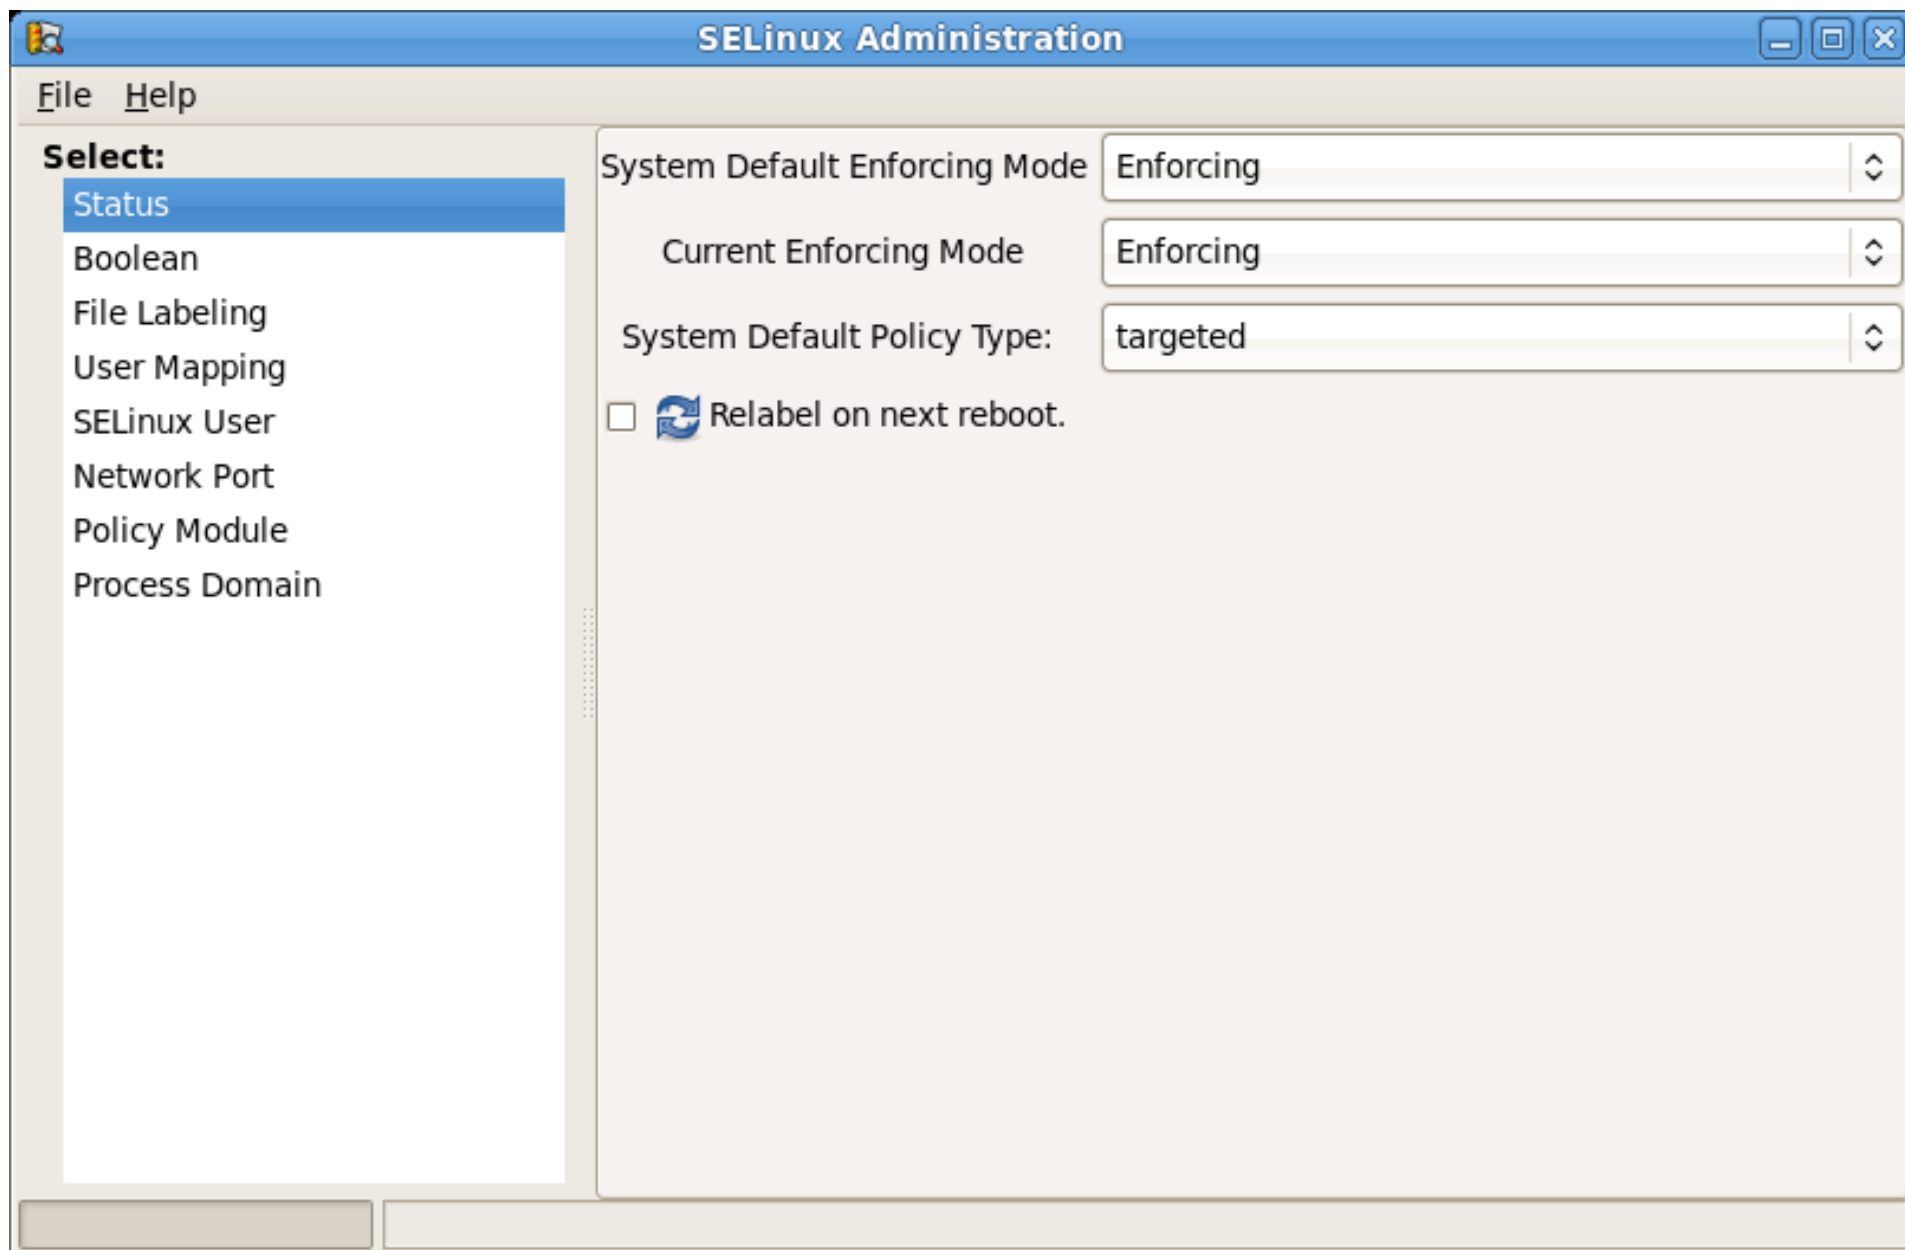 SELinux Administration
File Help
Select:
Status
Boolean
File Labeling
User Mapping
SELinux User
Network Port
Policy Module
Process Domain
System Default Enforcing Mode Enforcing
Current Enforcing Mode Enforcing
System Default Policy Type: targeted
Relabel on next reboot.